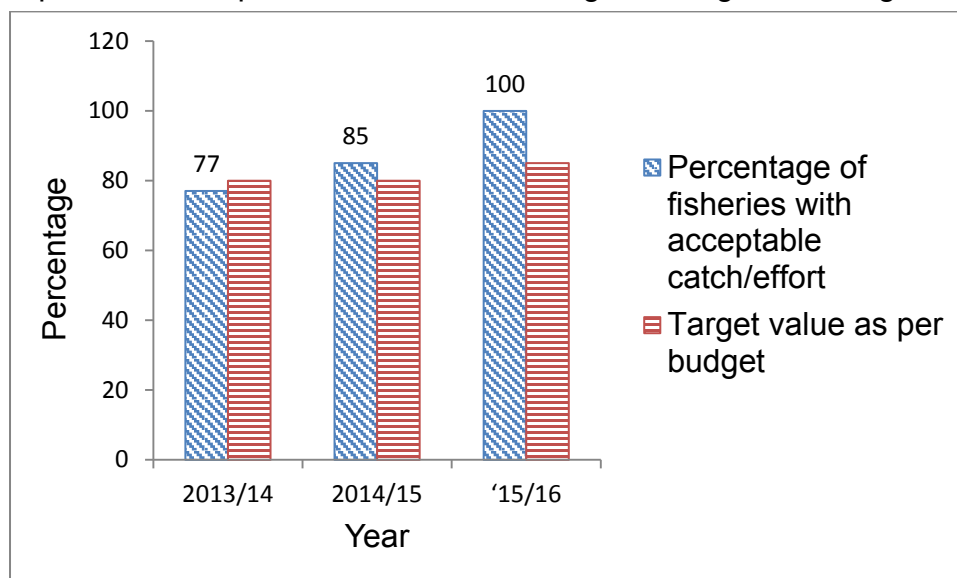 120
100
80
60
40
20
0
Percentage
77
85
100
2013/14
2014/15
‘15/16
Year
Percentage of
fisheries with
acceptable
catch/effort
Target value as per
budget